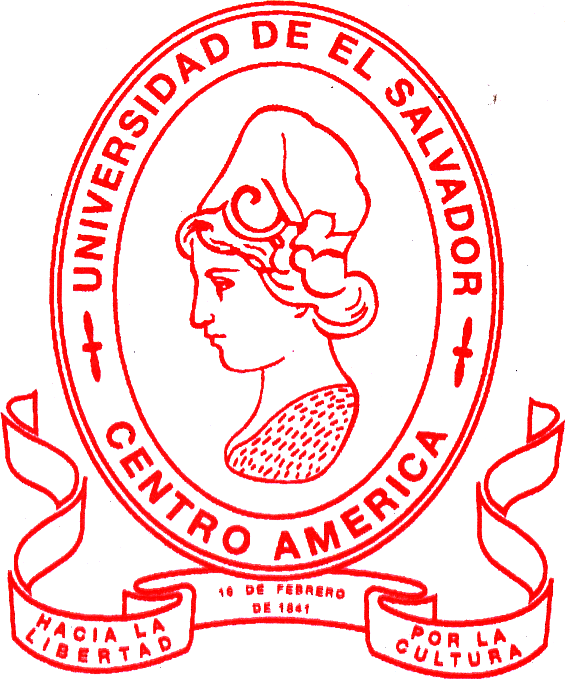 UNIVERSIDAD DE EL SALVADOR
CENTRO AMERICA
16 DE FEBRERO
DE 1841
HACIA LA
LIBERTAD
POR LA
CULTURA